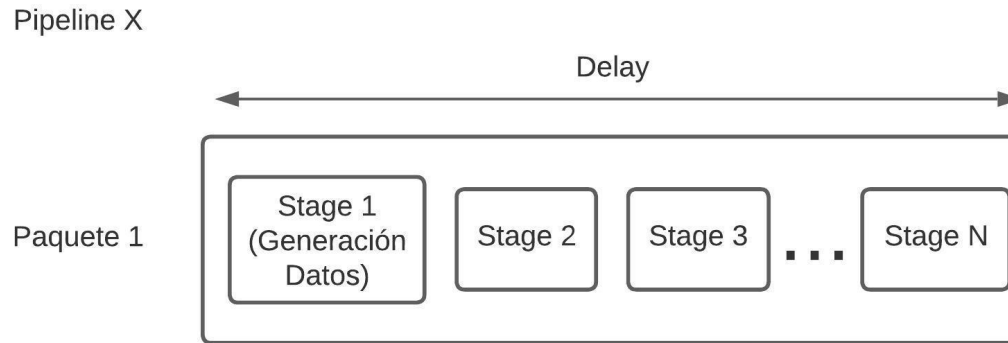 Pipeline X
Delay
Paquete 1
Stage 1
(Generación
Datos)
Stage 2
Stage 3
...
Stage N